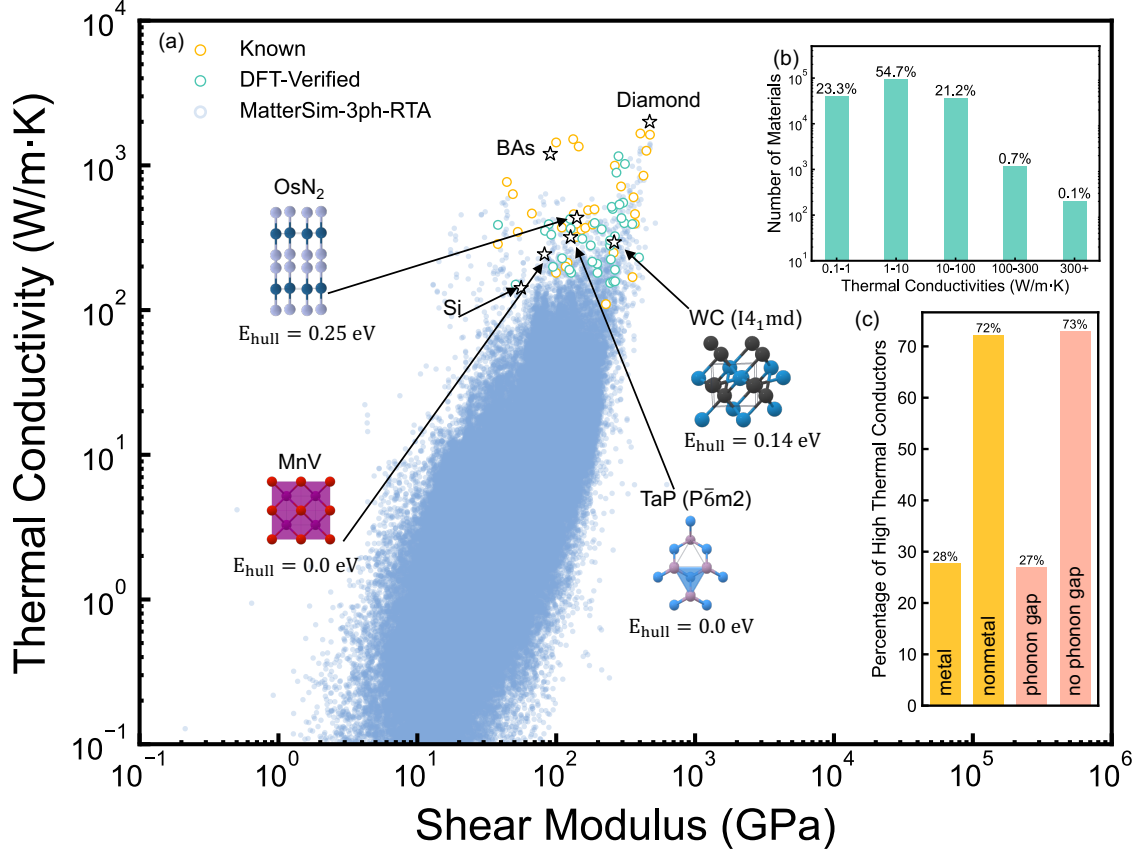 Thermal Conductivity (W/m·K)
10⁴
10³
10²
10¹
10⁰
10⁻¹
(a)
Known
DFT-Verified
MatterSim-3ph-RTA
Diamond
BAs
OsN₂
E_hull = 0.25 eV
Si
WC (I4₁md)
E_hull = 0.14 eV
MnV
E_hull = 0.0 eV
TaP (P6̅m2)
E_hull = 0.0 eV
10⁻¹ 10⁰ 10¹ 10² 10³ 10⁴ 10⁵ 10⁶
Shear Modulus (GPa)
(b)
Number of Materials
10⁵
10⁴
10³
10²
10¹
23.3% 54.7% 21.2% 0.7% 0.1%
0.1-1 1-10 10-100 100-300 300+
Thermal Conductivities (W/m·K)
(c)
Percentage of High Thermal Conductors
70
60
50
40
30
20
10
0
28% 72% 27% 73%
metal
nonmetal
phonon gap
no phonon gap